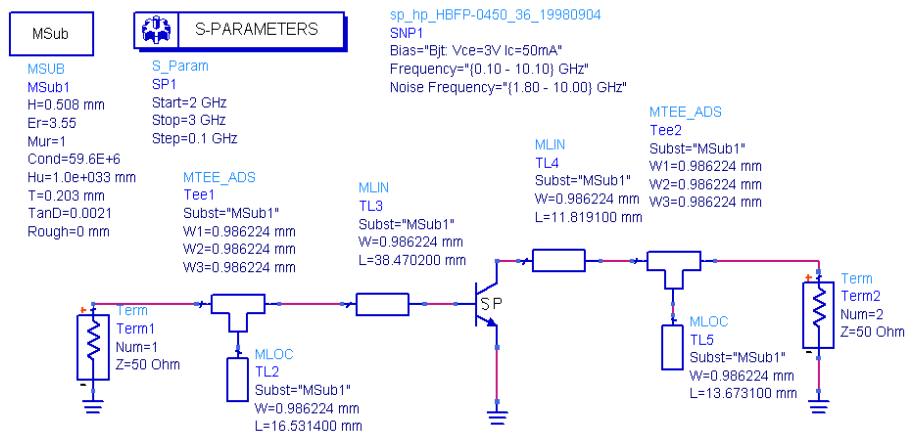 MSub
MSUB
MSub1
H=0.508 mm
Er=3.55
Mur=1
Cond=59.6E+6
Hu=1.0e+033 mm
T=0.203 mm
TanD=0.0021
Rough=0 mm
S-PARAMETERS
S_Param
SP1
Start=2 GHz
Stop=3 GHz
Step=0.1 GHz
sp_hp_HBFP-0450_36_19980904
SNP1
Bias="Bjt: Vce=3V Ic=50mA"
Frequency="{0.10 - 10.10} GHz"
Noise Frequency="{1.80 - 10.00} GHz"
MTEE_ADS
Tee1
Subst="MSub1"
W1=0.986224 mm
W2=0.986224 mm
W3=0.986224 mm
MLIN
TL3
Subst="MSub1"
W=0.986224 mm
L=38.470200 mm
MLIN
TL4
Subst="MSub1"
W=0.986224 mm
L=11.819100 mm
MTEE_ADS
Tee2
Subst="MSub1"
W1=0.986224 mm
W2=0.986224 mm
W3=0.986224 mm
SP
+
Term
Term1
Num=1
Z=50 Ohm
-
MLOC
TL2
Subst="MSub1"
W=0.986224 mm
L=16.531400 mm
MLOC
TL5
Subst="MSub1"
W=0.986224 mm
L=13.673100 mm
+
Term
Term2
Num=2
Z=50 Ohm
-